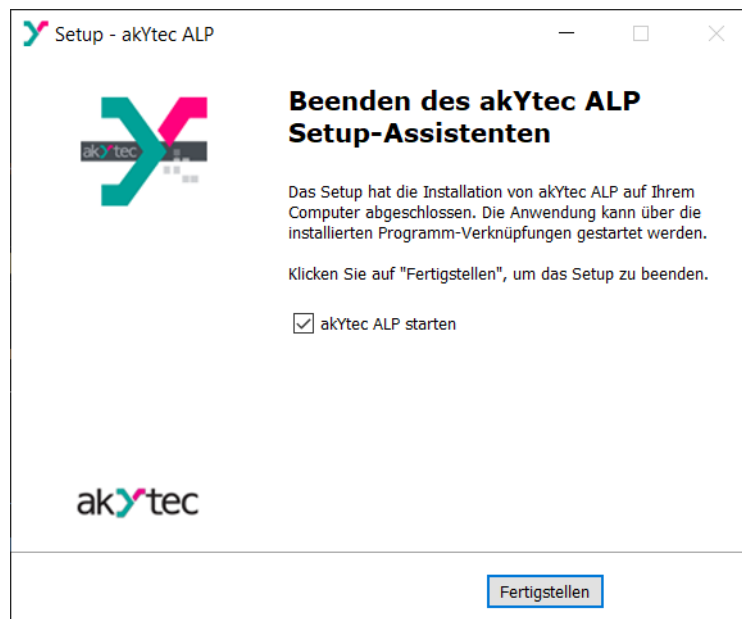 Setup - akYtec ALP
akYtec
Beenden des akYtec ALP
Setup-Assistenten
Das Setup hat die Installation von akYtec ALP auf Ihrem
Computer abgeschlossen. Die Anwendung kann über die
installierten Programm-Verknüpfungen gestartet werden.
Klicken Sie auf "Fertigstellen", um das Setup zu beenden.
akYtec ALP starten
akYtec
Fertigstellen